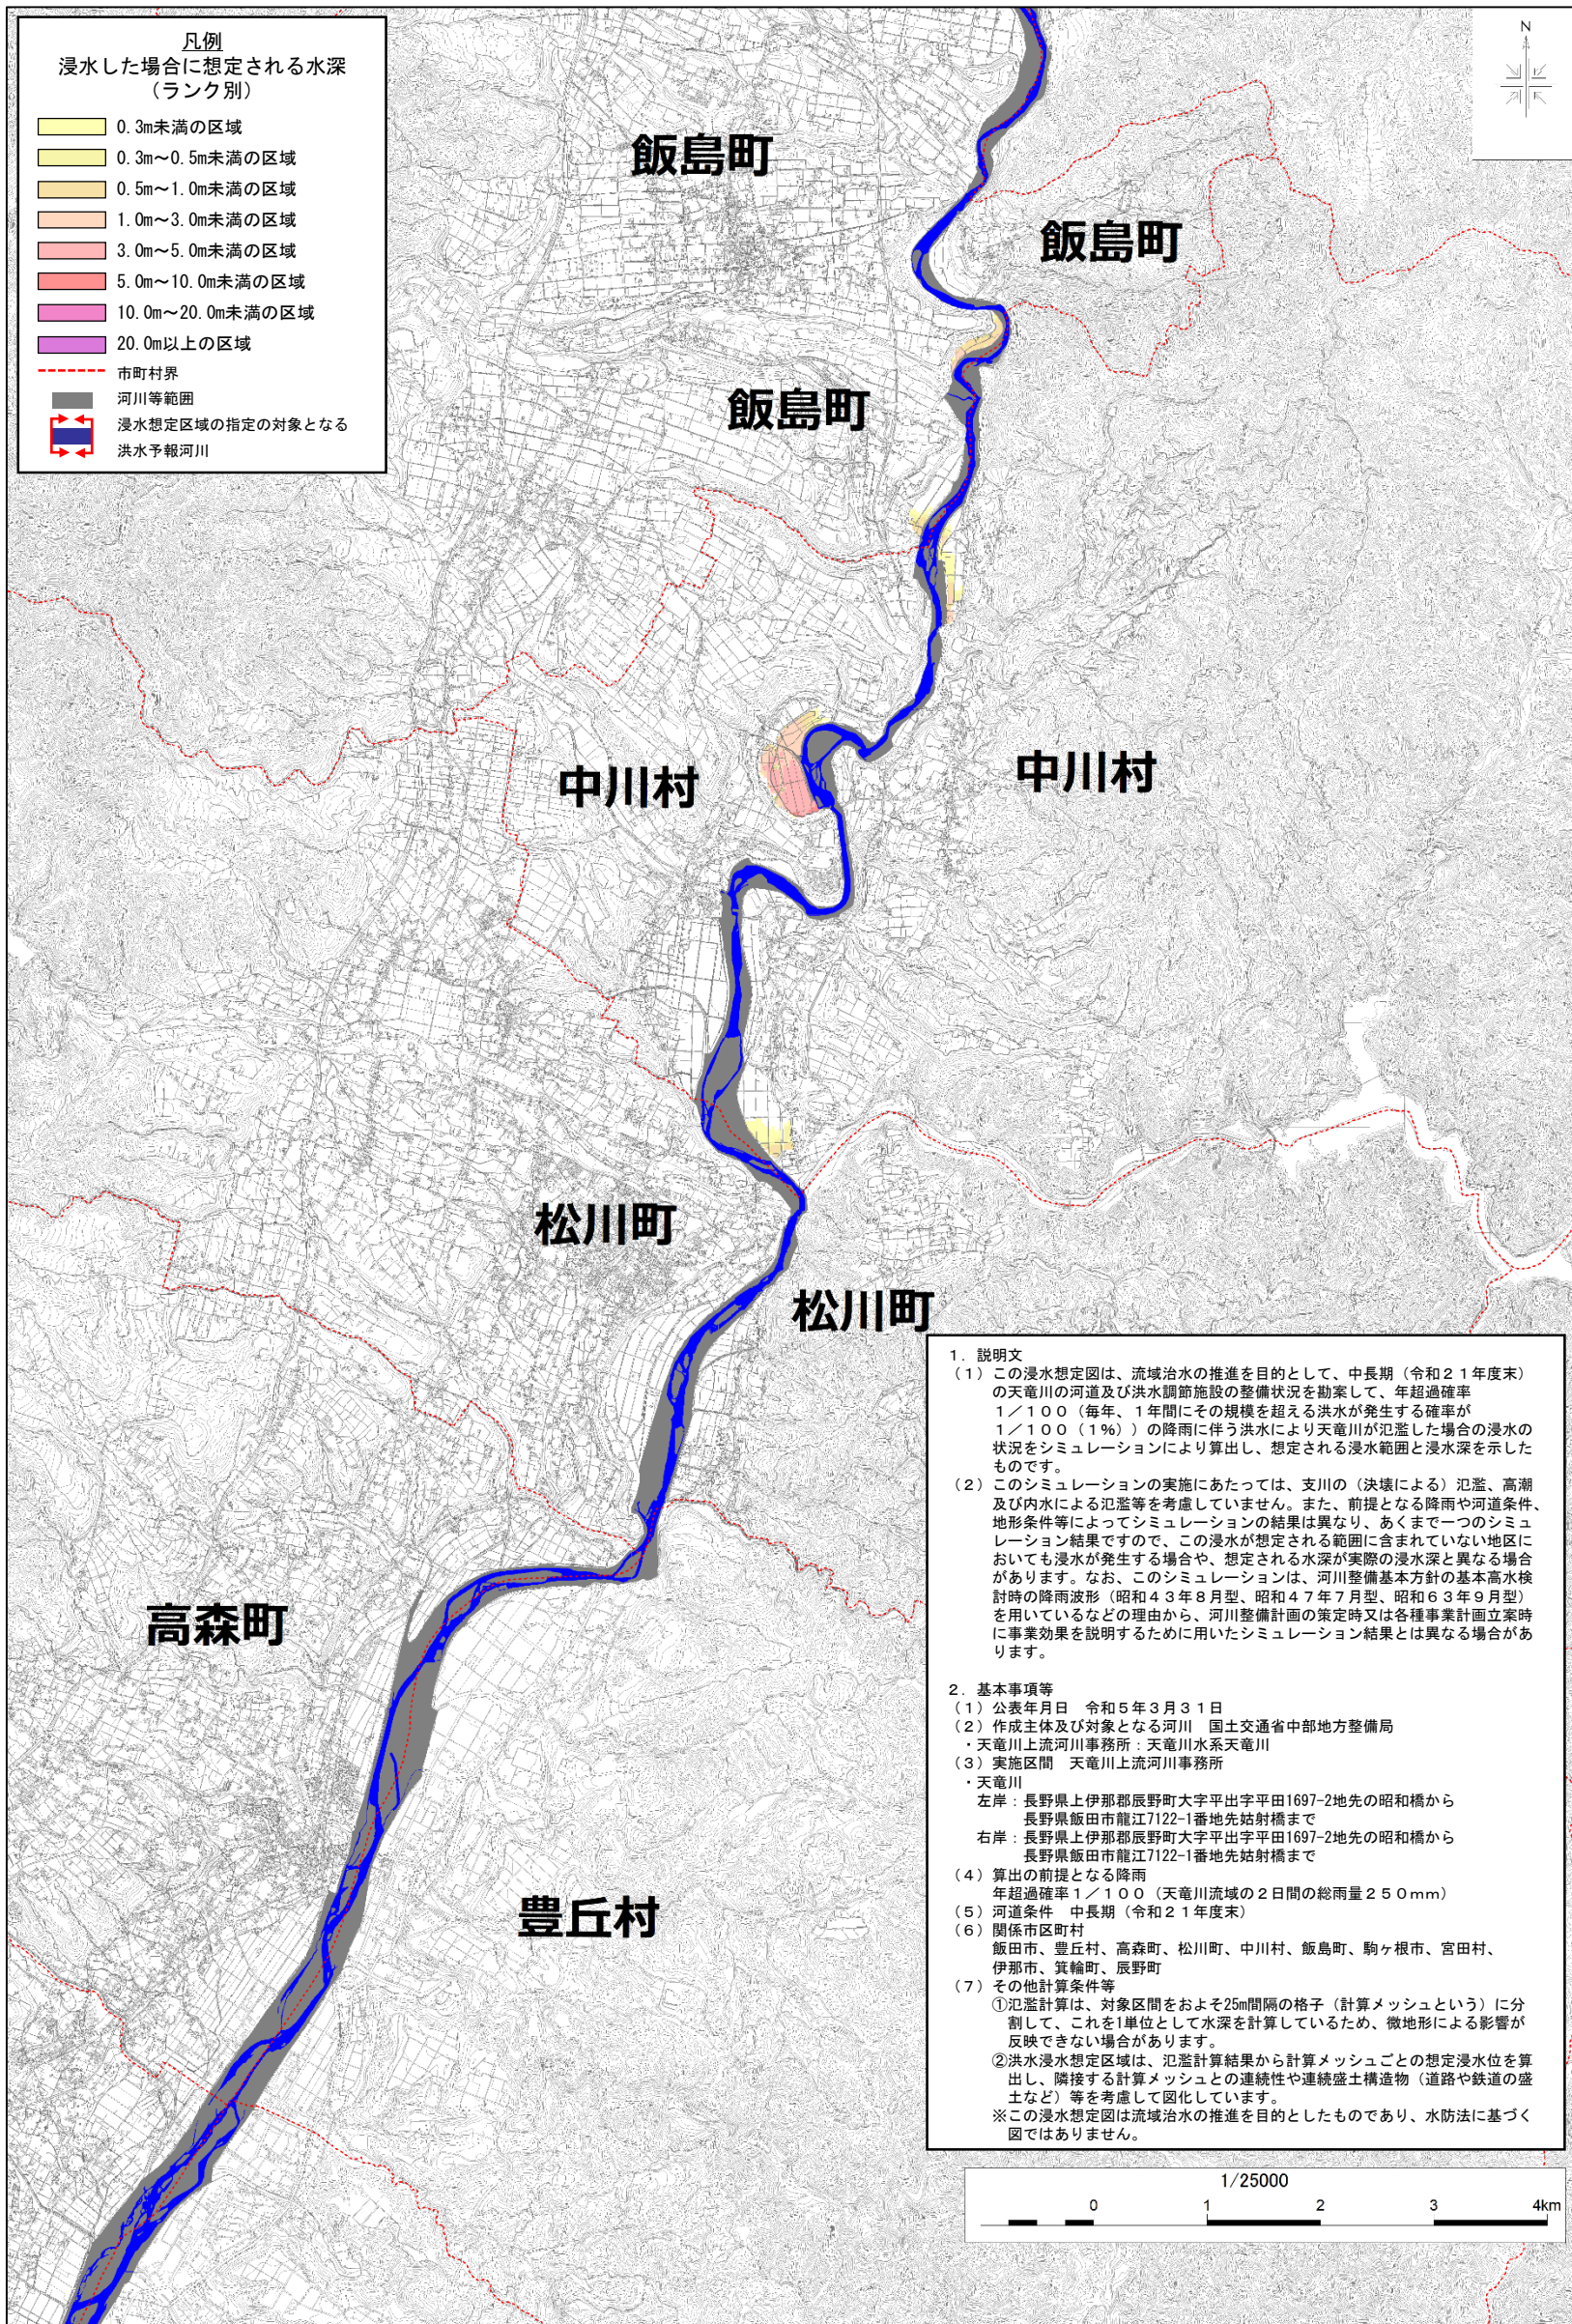 凡例
浸水した場合に想定される水深
（ランク別）
0.3m未満の区域
0.3m～0.5m未満の区域
0.5m～1.0m未満の区域
1.0m～3.0m未満の区域
3.0m～5.0m未満の区域
5.0m～10.0m未満の区域
10.0m～20.0m未満の区域
20.0m以上の区域
市町村界
河川等範囲
浸水想定区域の指定の対象となる
洪水予報河川
N
飯島町
飯島町
飯島町
中川村
中川村
松川町
松川町
高森町
豊丘村
１．説明文
（１）この浸水想定図は、流域治水の推進を目的として、中長期（令和２１年度末）
の天竜川の河道及び洪水調節施設の整備状況を勘案して、年超過確率
１／１００（毎年、１年間にその規模を超える洪水が発生する確率が
１／１００（１%））の降雨に伴う洪水により天竜川が氾濫した場合の浸水の
状況をシミュレーションにより算出し、想定される浸水範囲と浸水深を示した
ものです。
（２）このシミュレーションの実施にあたっては、支川の（決壊による）氾濫、高潮
及び内水による氾濫等を考慮していません。また、前提となる降雨や河道条件、
地形条件等によってシミュレーションの結果は異なり、あくまで一つのシミュ
レーション結果ですので、この浸水が想定される範囲に含まれていない地区に
おいても浸水が発生する場合や、想定される水深が実際の浸水深と異なる場合
があります。なお、このシミュレーションは、河川整備基本方針の基本高水検
討時の降雨波形（昭和４３年８月型、昭和４７年７月型、昭和６３年９月型）
を用いているなどの理由から、河川整備計画の策定時又は各種事業計画立案時
に事業効果を説明するために用いたシミュレーション結果とは異なる場合があ
ります。
２．基本事項等
（１）公表年月日　令和５年３月３１日
（２）作成主体及び対象となる河川　国土交通省中部地方整備局
・天竜川上流河川事務所：天竜川水系天竜川
（３）実施区間　天竜川上流河川事務所
・天竜川
左岸：長野県上伊那郡辰野町大字平出字平田1697-2地先の昭和橋から
長野県飯田市龍江7122-1番地先姑射橋まで
右岸：長野県上伊那郡辰野町大字平出字平田1697-2地先の昭和橋から
長野県飯田市龍江7122-1番地先姑射橋まで
（４）算出の前提となる降雨
年超過確率１／１００（天竜川流域の２日間の総雨量２５０mm）
（５）河道条件　中長期（令和２１年度末）
（６）関係市区町村
飯田市、豊丘村、高森町、松川町、中川村、飯島町、駒ヶ根市、宮田村、
伊那市、箕輪町、辰野町
（７）その他計算条件等
①氾濫計算は、対象区間をおよそ25m間隔の格子（計算メッシュという）に分
割して、これを1単位として水深を計算しているため、微地形による影響が
反映できない場合があります。
②洪水浸水想定区域は、氾濫計算結果から計算メッシュごとの想定浸水位を算
出し、隣接する計算メッシュとの連続性や連続盛土構造物（道路や鉄道の盛
土など）等を考慮して図化しています。
※この浸水想定図は流域治水の推進を目的としたものであり、水防法に基づく
図ではありません。
1/25000
0 1 2 3 4km